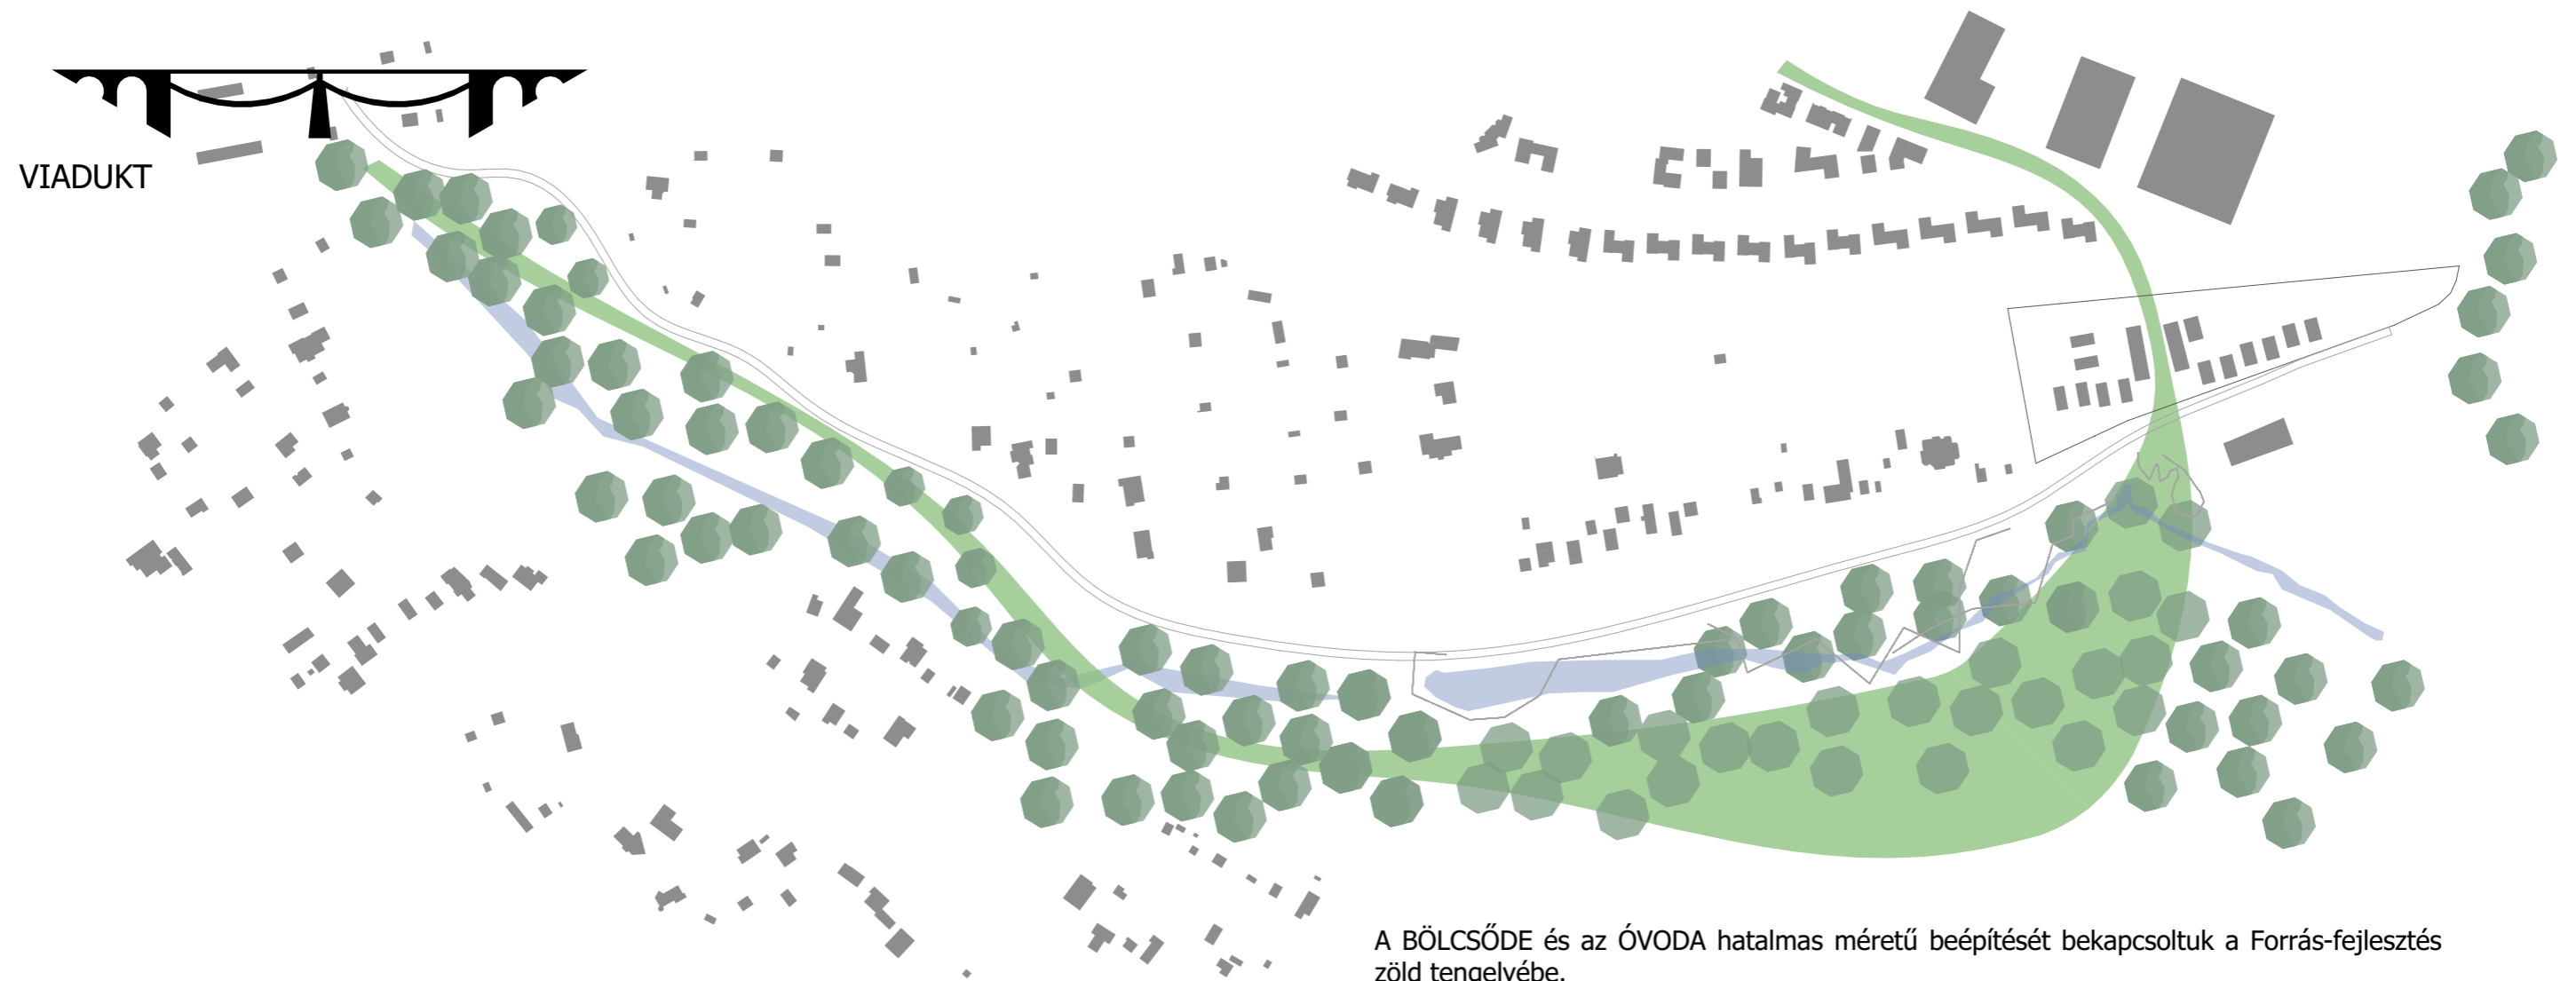 VIADUKT
A BÖLCSŐDE és az ÓVODA hatalmas méretű beépítését bekapcsoltuk a Forrás-fejlesztés
zöld tengelyébe.